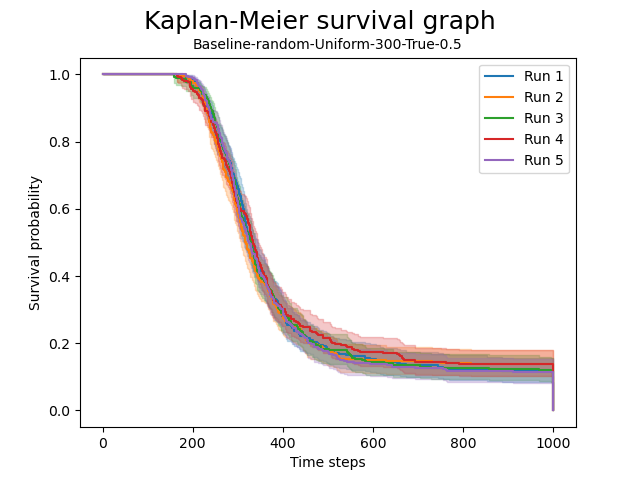 Kaplan-Meier survival graph
Baseline-random-Uniform-300-True-0.5
Survival probability
1.0
0.8
0.6
0.4
0.2
0.0
Run 1
Run 2
Run 3
Run 4
Run 5
0 200 400 600 800 1000
Time steps